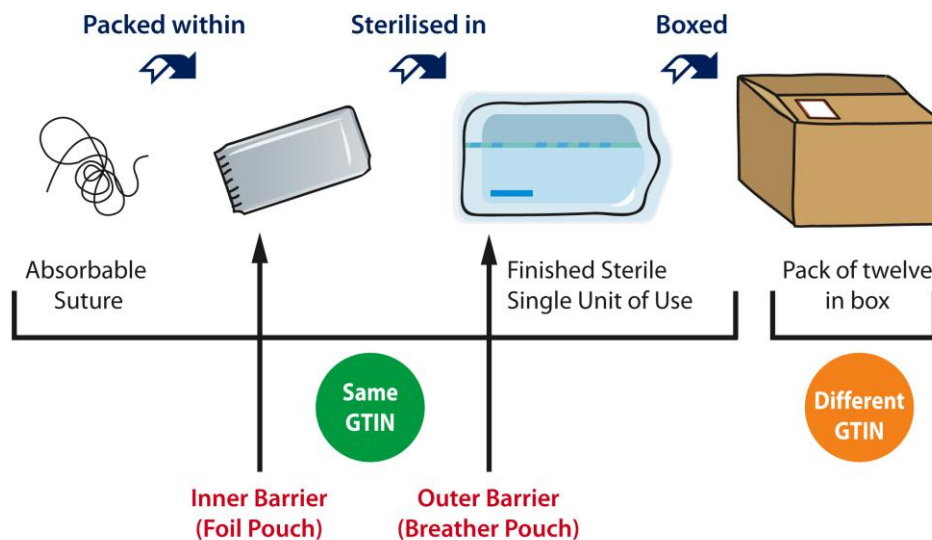 Packed within
Sterilised in
Boxed
Absorbable
Suture
Finished Sterile
Single Unit of Use
Pack of twelve
in box
Same
GTIN
Different
GTIN
Inner Barrier
(Foil Pouch)
Outer Barrier
(Breather Pouch)